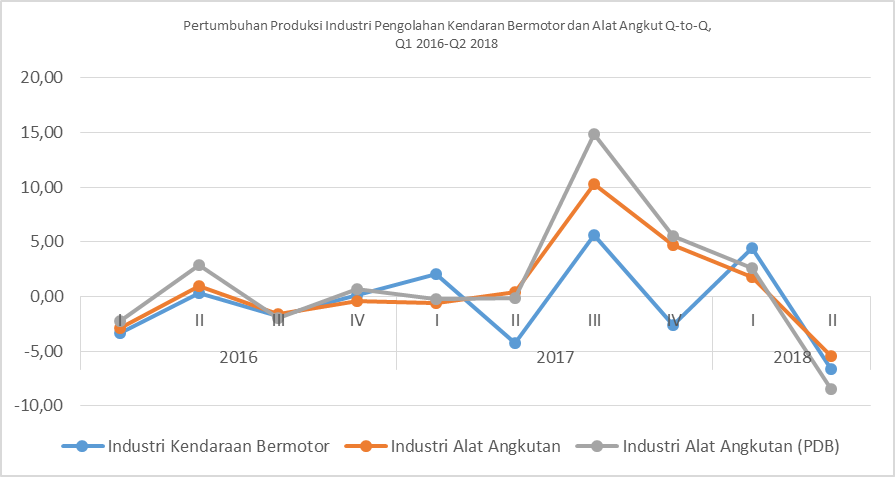 Pertumbuhan Produksi Industri Pengolahan Kendaran Bermotor dan Alat Angkut Q-to-Q,
Q1 2016-Q2 2018
20,00
15,00
10,00
5,00
0,00
-5,00
-10,00
I II III IV I II III IV I II
2016 2017 2018
Industri Kendaraan Bermotor Industri Alat Angkutan Industri Alat Angkutan (PDB)